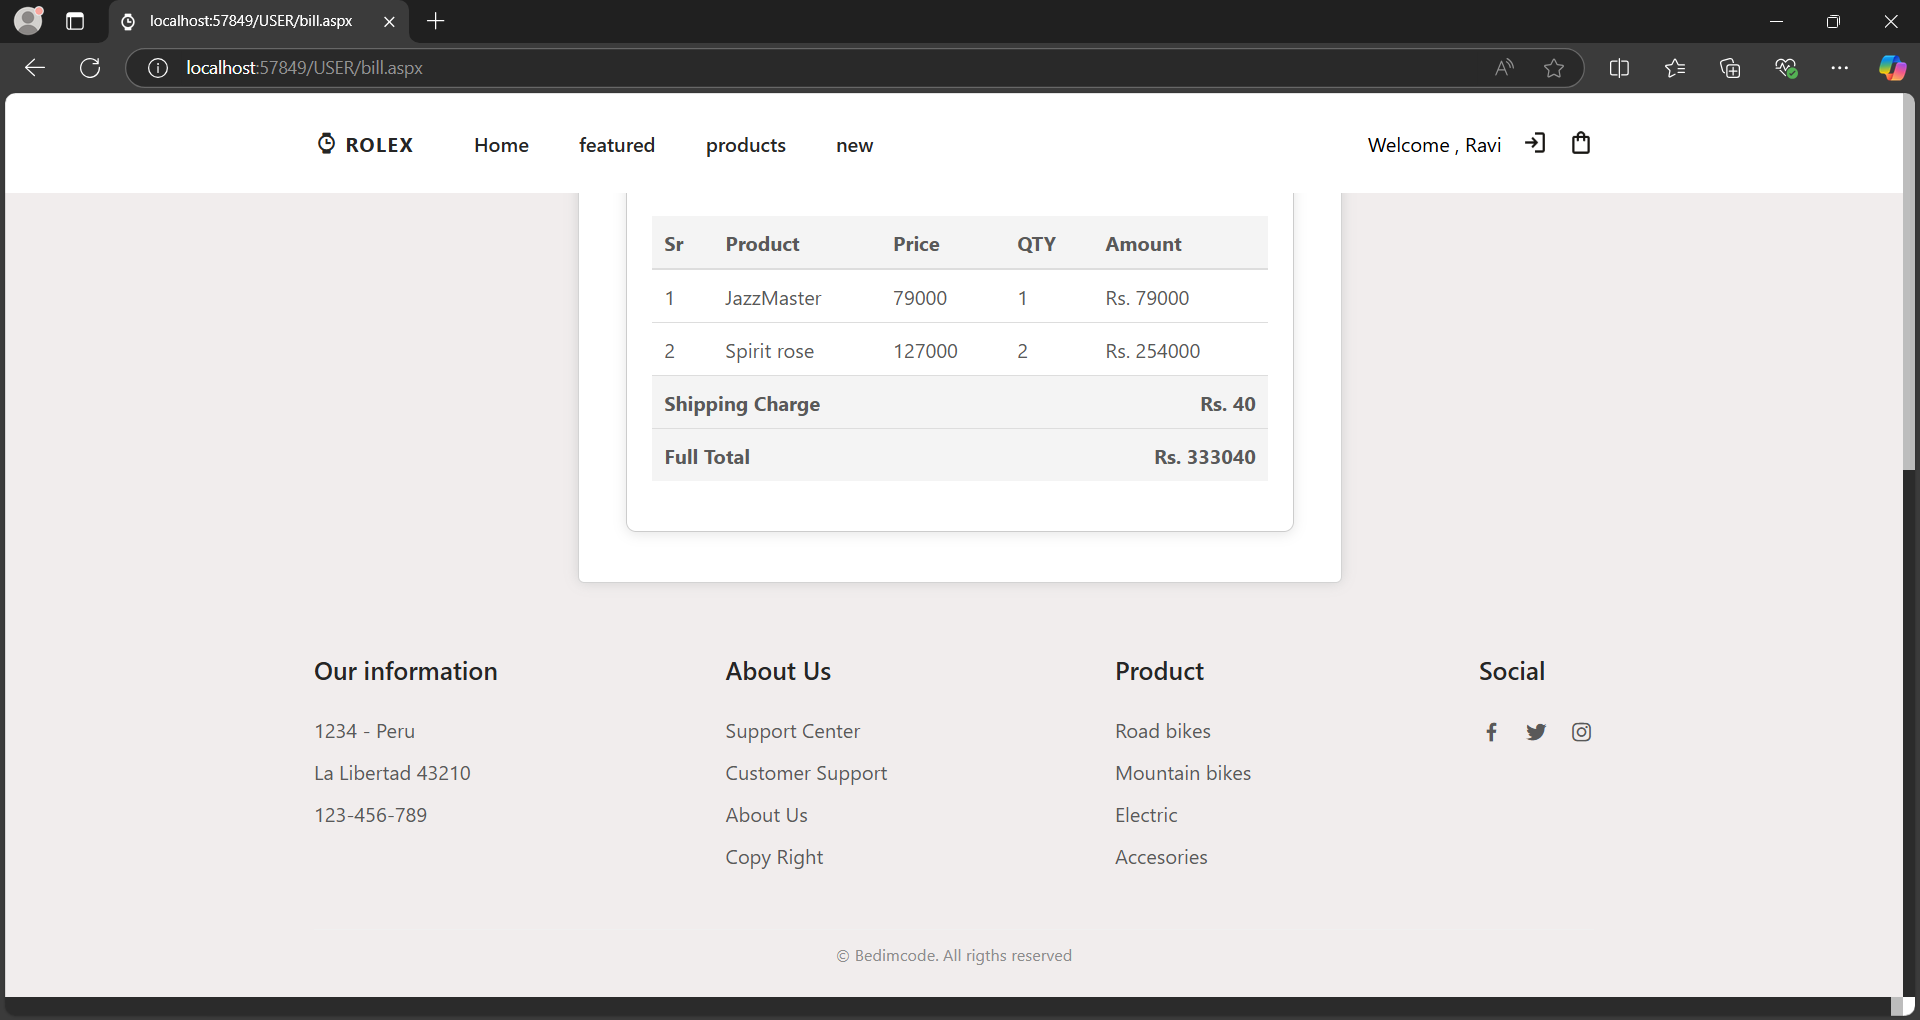 localhost:57849/USER/bill.aspx
localhost:57849/USER/bill.aspx
ROLEX Home featured products new Welcome , Ravi
Sr Product Price QTY Amount
1 JazzMaster 79000 1 Rs. 79000
2 Spirit rose 127000 2 Rs. 254000
Shipping Charge Rs. 40
Full Total Rs. 333040
Our information About Us Product Social
1234 - Peru Support Center Road bikes
La Libertad 43210 Customer Support Mountain bikes
123-456-789 About Us Electric
Copy Right Accesories
© Bedimcode. All rigths reserved